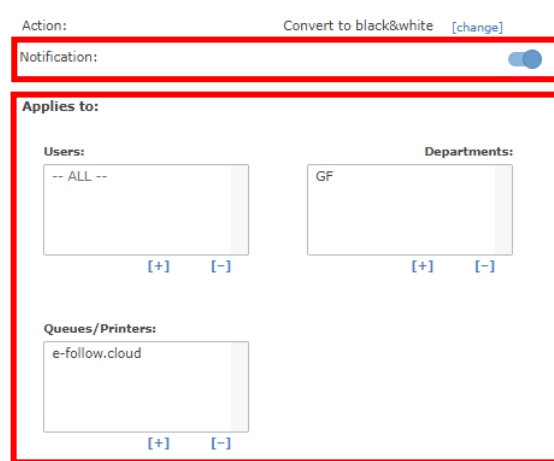 Action: Convert to black&white [change]
Notification:
Applies to:
Users: Departments:
-- ALL -- GF
[+] [-] [+] [-]
Queues/Printers:
e-follow.cloud
[+] [-]